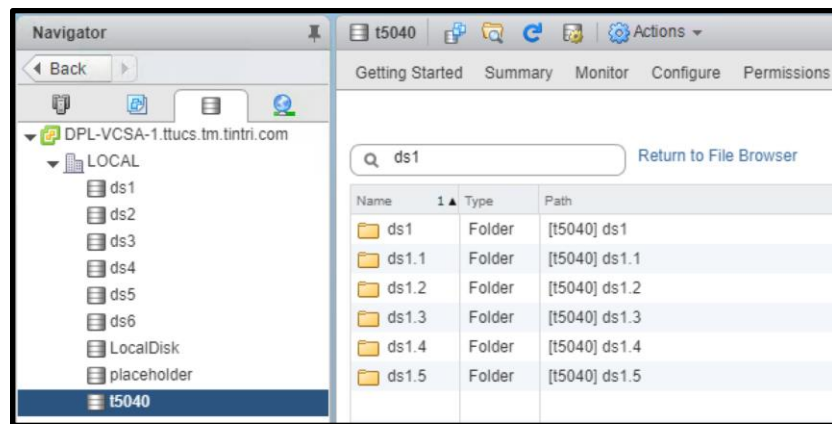 Navigator
Back
DPL-VCSA-1.ttucs.tm.tintri.com
LOCAL
ds1
ds2
ds3
ds4
ds5
ds6
LocalDisk
placeholder
t5040
t5040 Actions
Getting Started Summary Monitor Configure Permissions
ds1 Return to File Browser
Name 1 Type Path
ds1 Folder [t5040] ds1
ds1.1 Folder [t5040] ds1.1
ds1.2 Folder [t5040] ds1.2
ds1.3 Folder [t5040] ds1.3
ds1.4 Folder [t5040] ds1.4
ds1.5 Folder [t5040] ds1.5